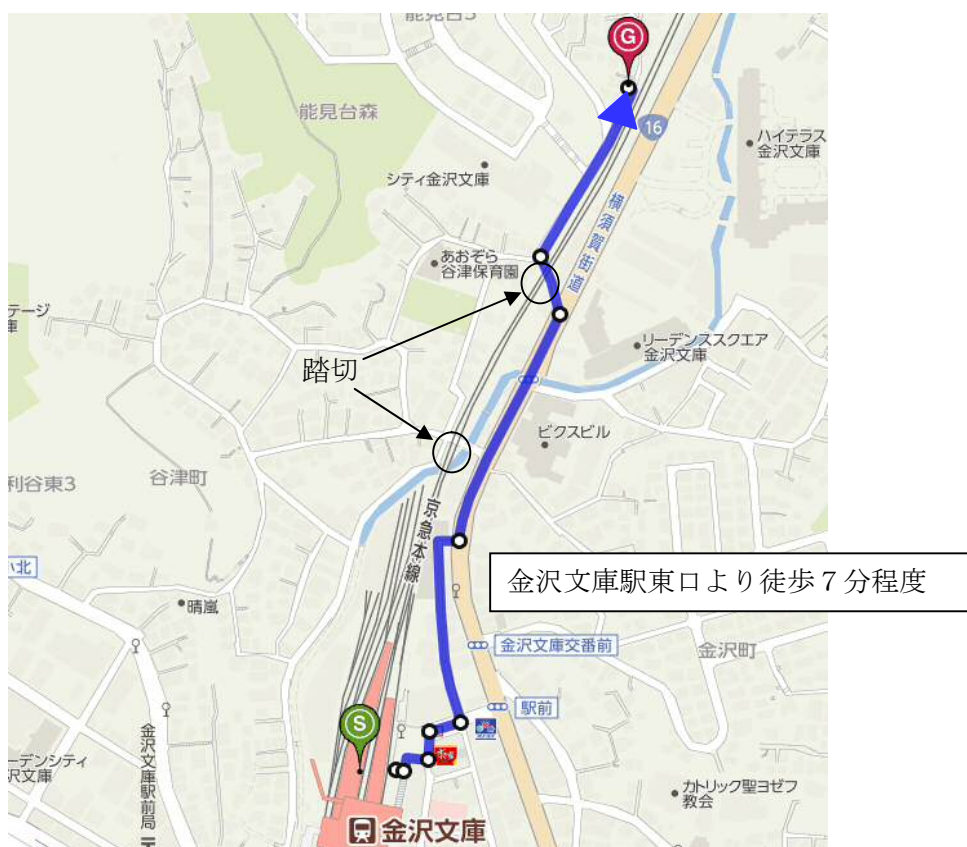 能見台5
G
能見台森
16
ハイテラス
金沢文庫
シティ金沢文庫
横須賀街道
あおぞら
谷津保育園
テージ
庫
リーデンススクエア
金沢文庫
踏切
ビクスビル
利谷東3
谷津町
京急本線
小北
金沢文庫駅東口より徒歩７分程度
晴嵐
金沢文庫交番前
金沢町
駅前
S
すき家
金沢文庫駅前局
ーデンシティ
沢文庫
カトリック聖ヨゼフ
教会
金沢文庫